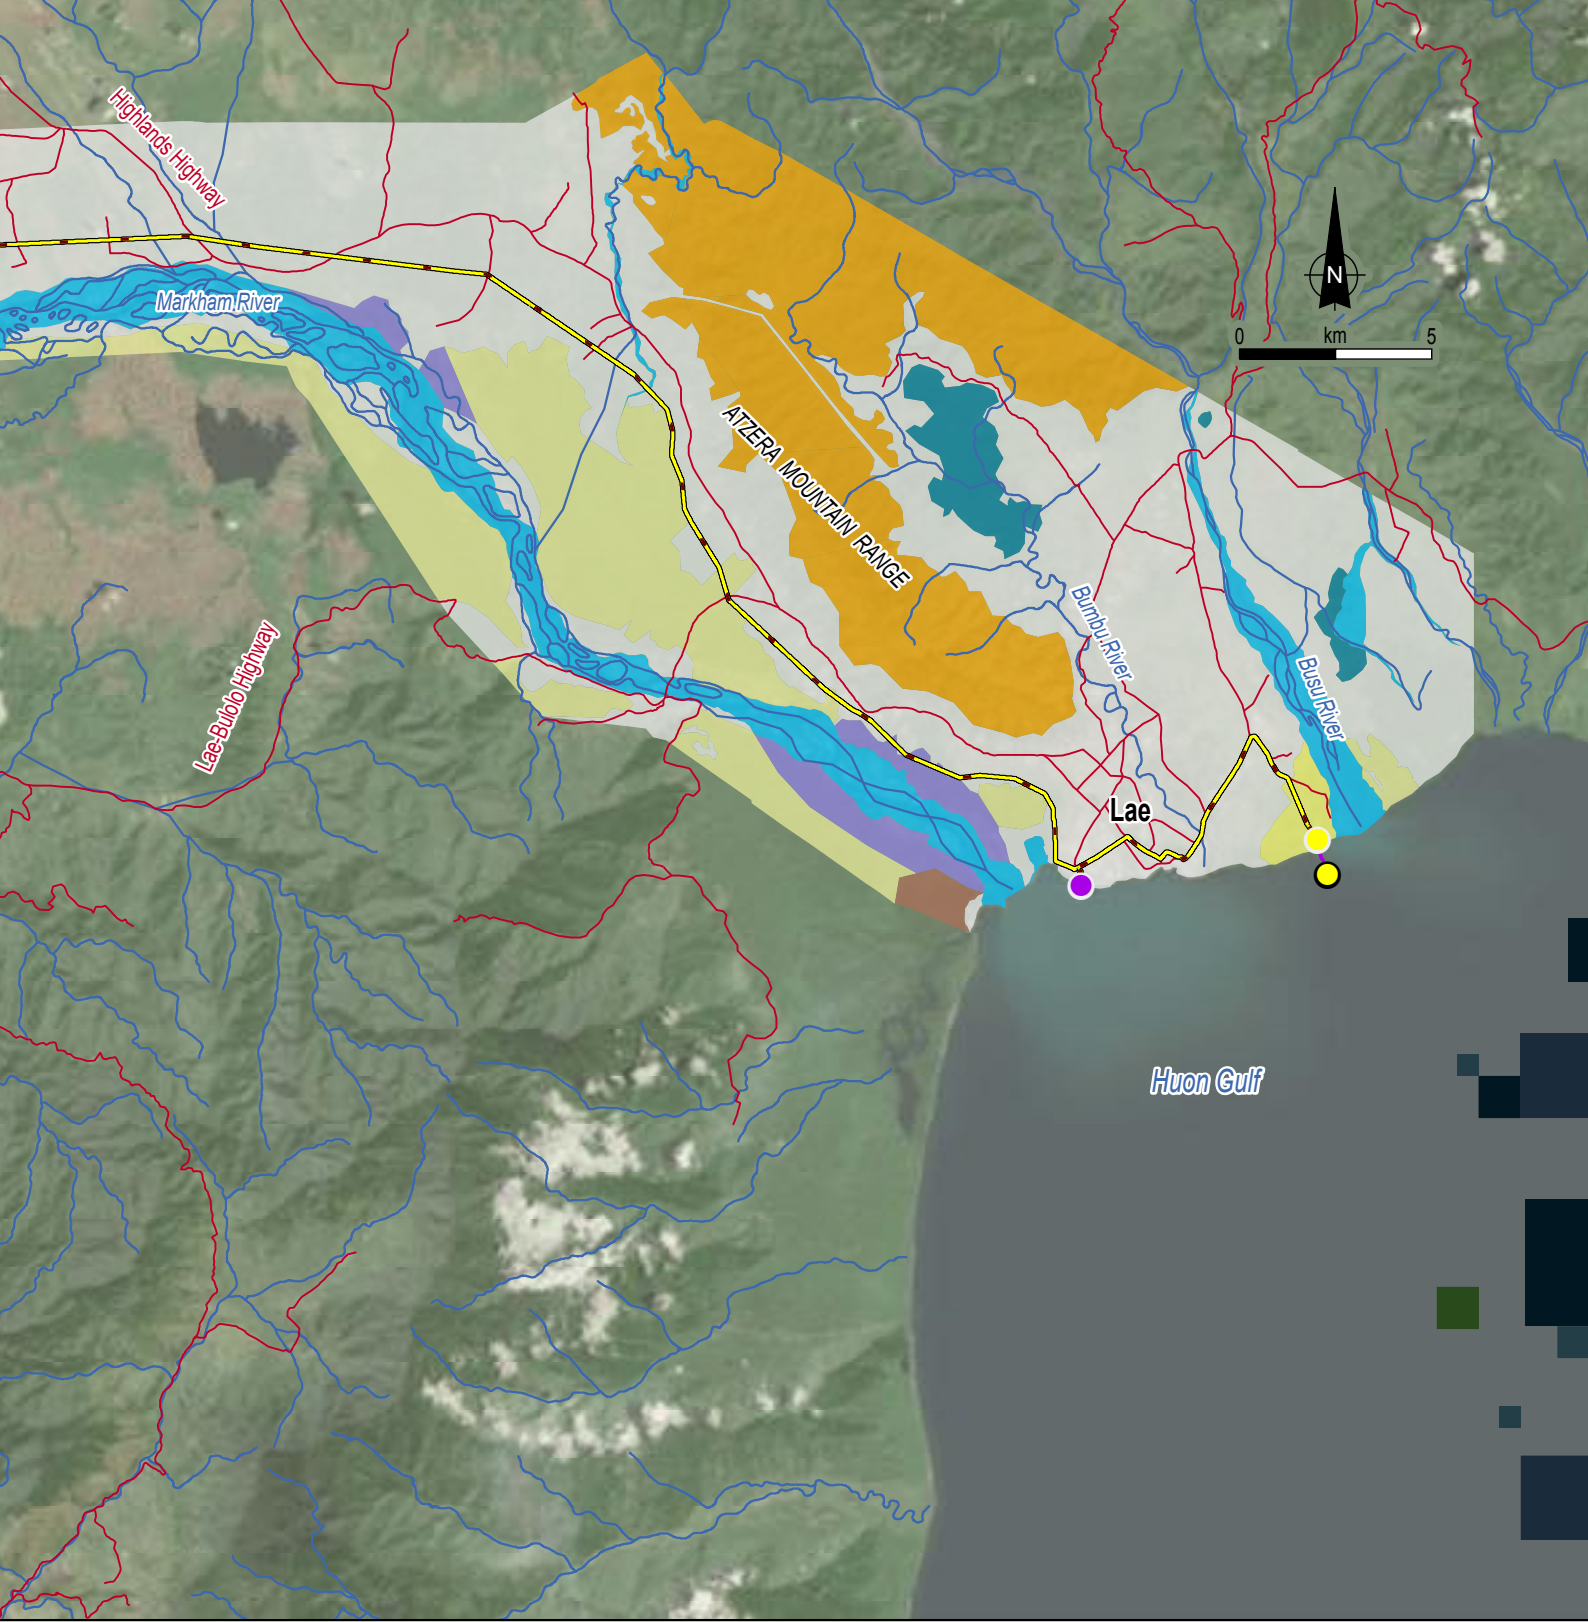 Highlands Highway
N
0 km 5
Markham River
ATZERA MOUNTAIN RANGE
Bumbu River
Lae-Bulolo Highway
Busu River
Lae
Huon Gulf